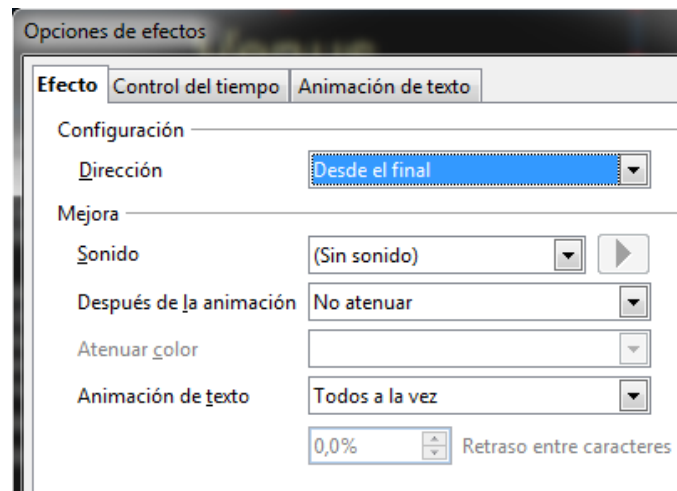 Opciones de efectos
Efecto Control del tiempo Animación de texto
Configuración
Dirección Desde el final
Mejora
Sonido (Sin sonido)
Después de la animación No atenuar
Atenuar color
Animación de texto Todos a la vez
0,0% Retraso entre caracteres